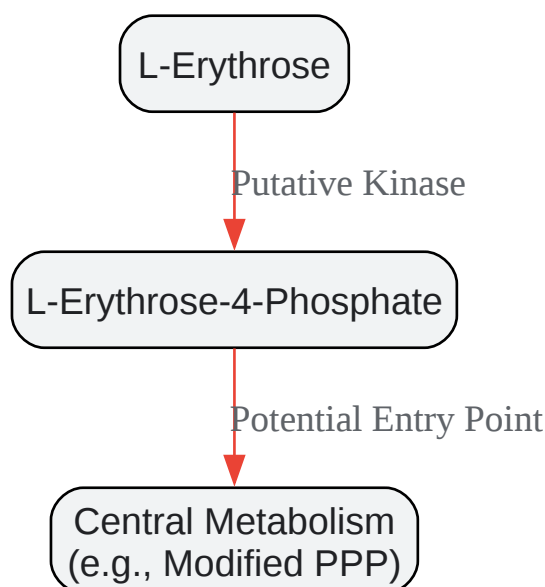 L-Erythrose
Putative Kinase
L-Erythrose-4-Phosphate
Potential Entry Point
Central Metabolism
(e.g., Modified PPP)